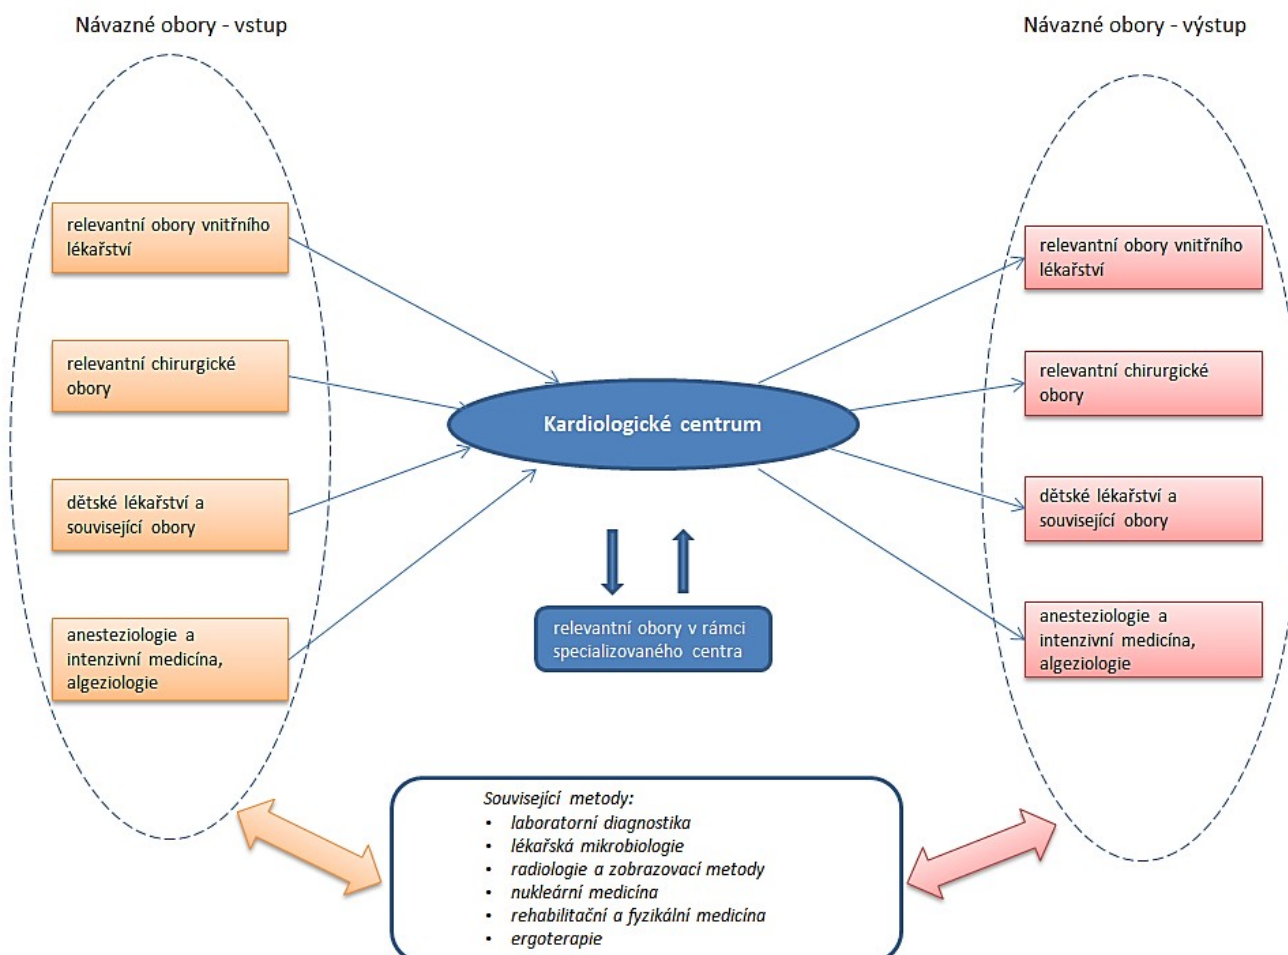 Návazné obory - vstup
Návazné obory - výstup
relevantní obory vnitřního
lékařství
relevantní chirurgické
obory
dětské lékařství a
související obory
anesteziologie a
intenzivní medicína,
algeziologie
Kardiologické centrum
relevantní obory v rámci
specializovaného centra
relevantní obory vnitřního
lékařství
relevantní chirurgické
obory
dětské lékařství a
související obory
anesteziologie a
intenzivní medicína,
algeziologie
Související metody:
• laboratorní diagnostika
• lékařská mikrobiologie
• radiologie a zobrazovací metody
• nukleární medicína
• rehabilitační a fyzikální medicína
• ergoterapie